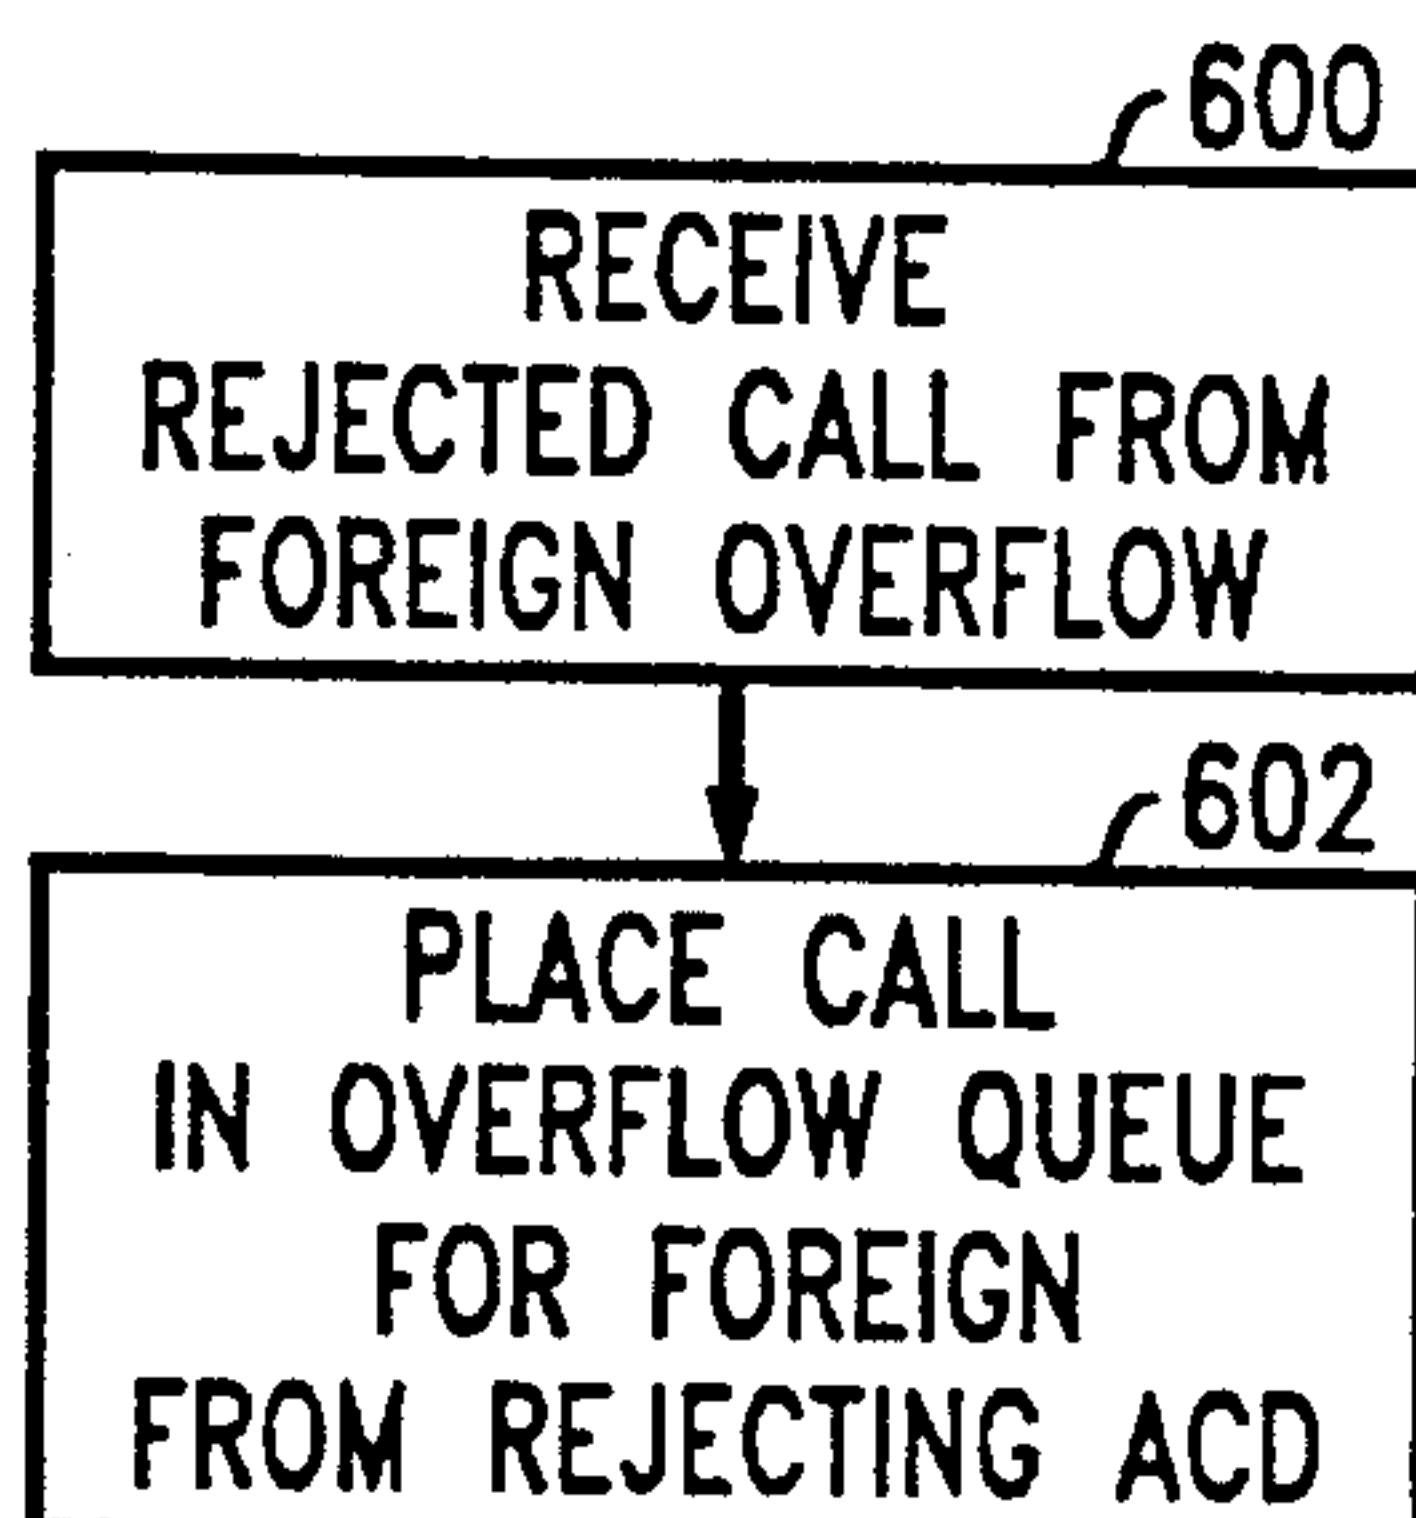 600
RECEIVE
REJECTED CALL FROM
FOREIGN OVERFLOW
602
PLACE CALL
IN OVERFLOW QUEUE
FOR FOREIGN
FROM REJECTING ACD